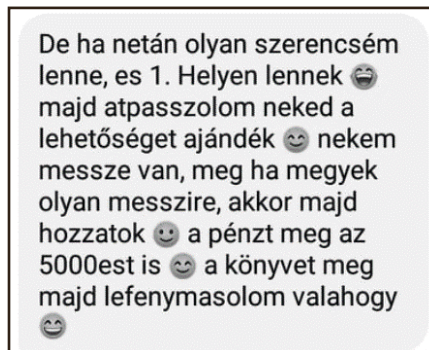 De ha netán olyan szerencsém
lenne, es 1. Helyen lennek 😂
majd atpasszolom neked a
lehetőséget ajándék 😊 nekem
messze van, meg ha megyek
olyan messzire, akkor majd
hozzatok 🙂 a pénzt meg az
5000est is 😊 a könyvet meg
majd lefenymasolom valahogy
😄